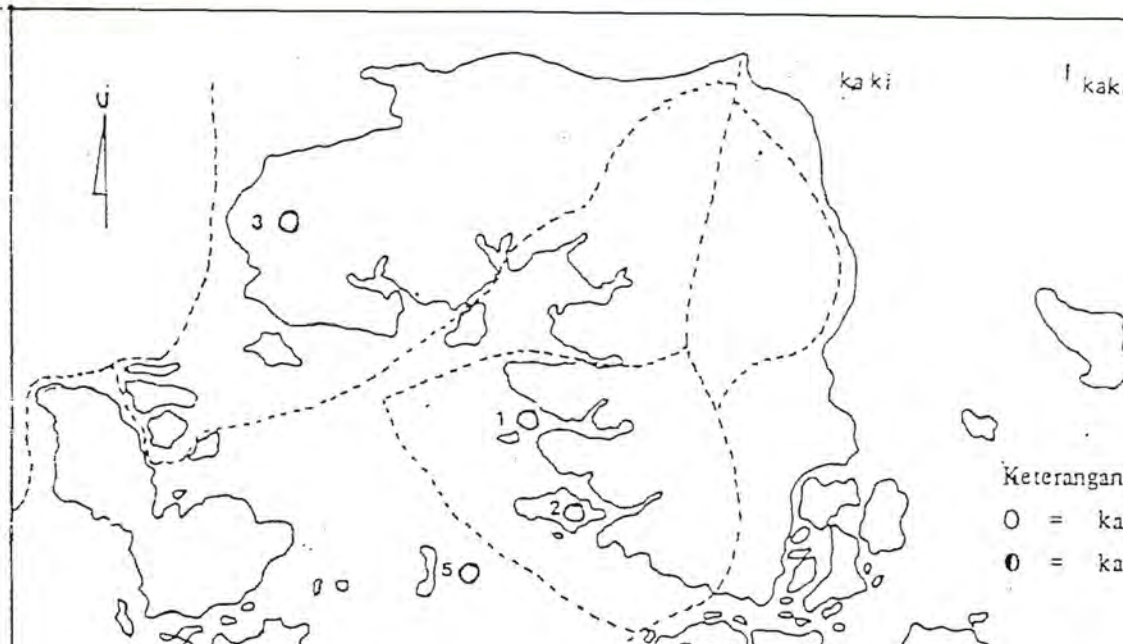 U
kaki
kak
3
1
2
5
Keterangan
O = ka
◐ = ka